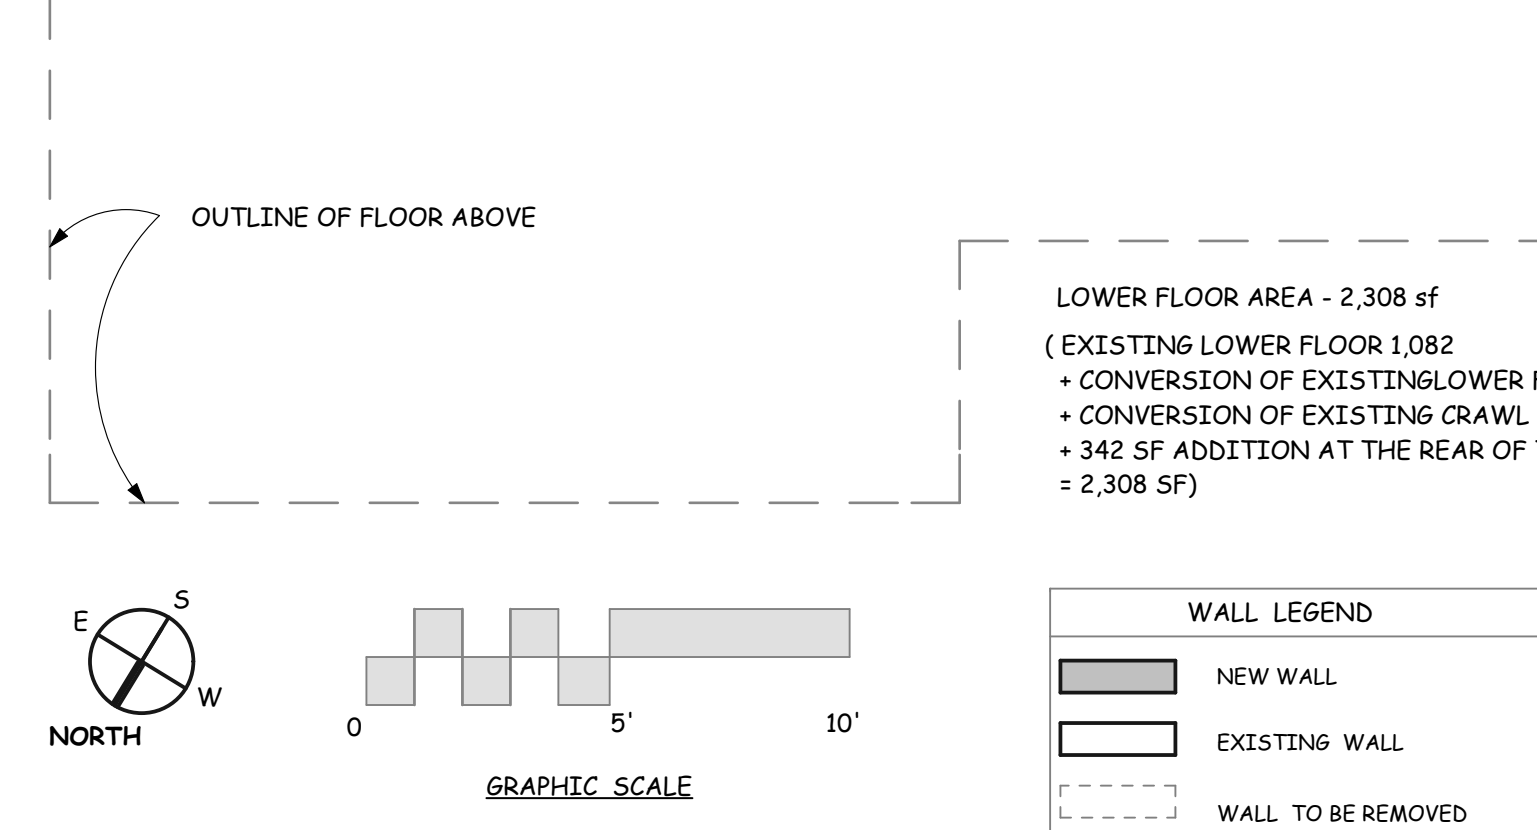 OUTLINE OF FLOOR ABOVE
LOWER FLOOR AREA - 2,308 sf
( EXISTING LOWER FLOOR 1,082
+ CONVERSION OF EXISTINGLOWER
+ CONVERSION OF EXISTING CRAWL
+ 342 SF ADDITION AT THE REAR OF
= 2,308 SF)
S
E
W
NORTH
0
5'
10'
GRAPHIC SCALE
WALL LEGEND
NEW WALL
EXISTING WALL
WALL TO BE REMOVED